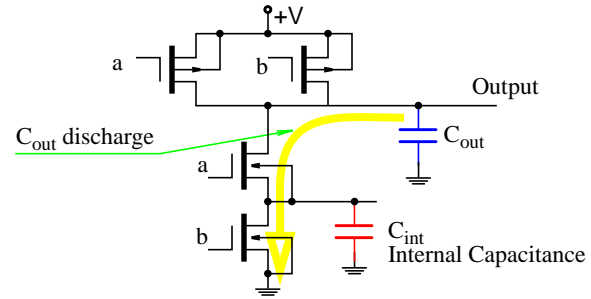 +V
a
b
Output
C_out discharge
C_out
a
b
C_int
Internal Capacitance